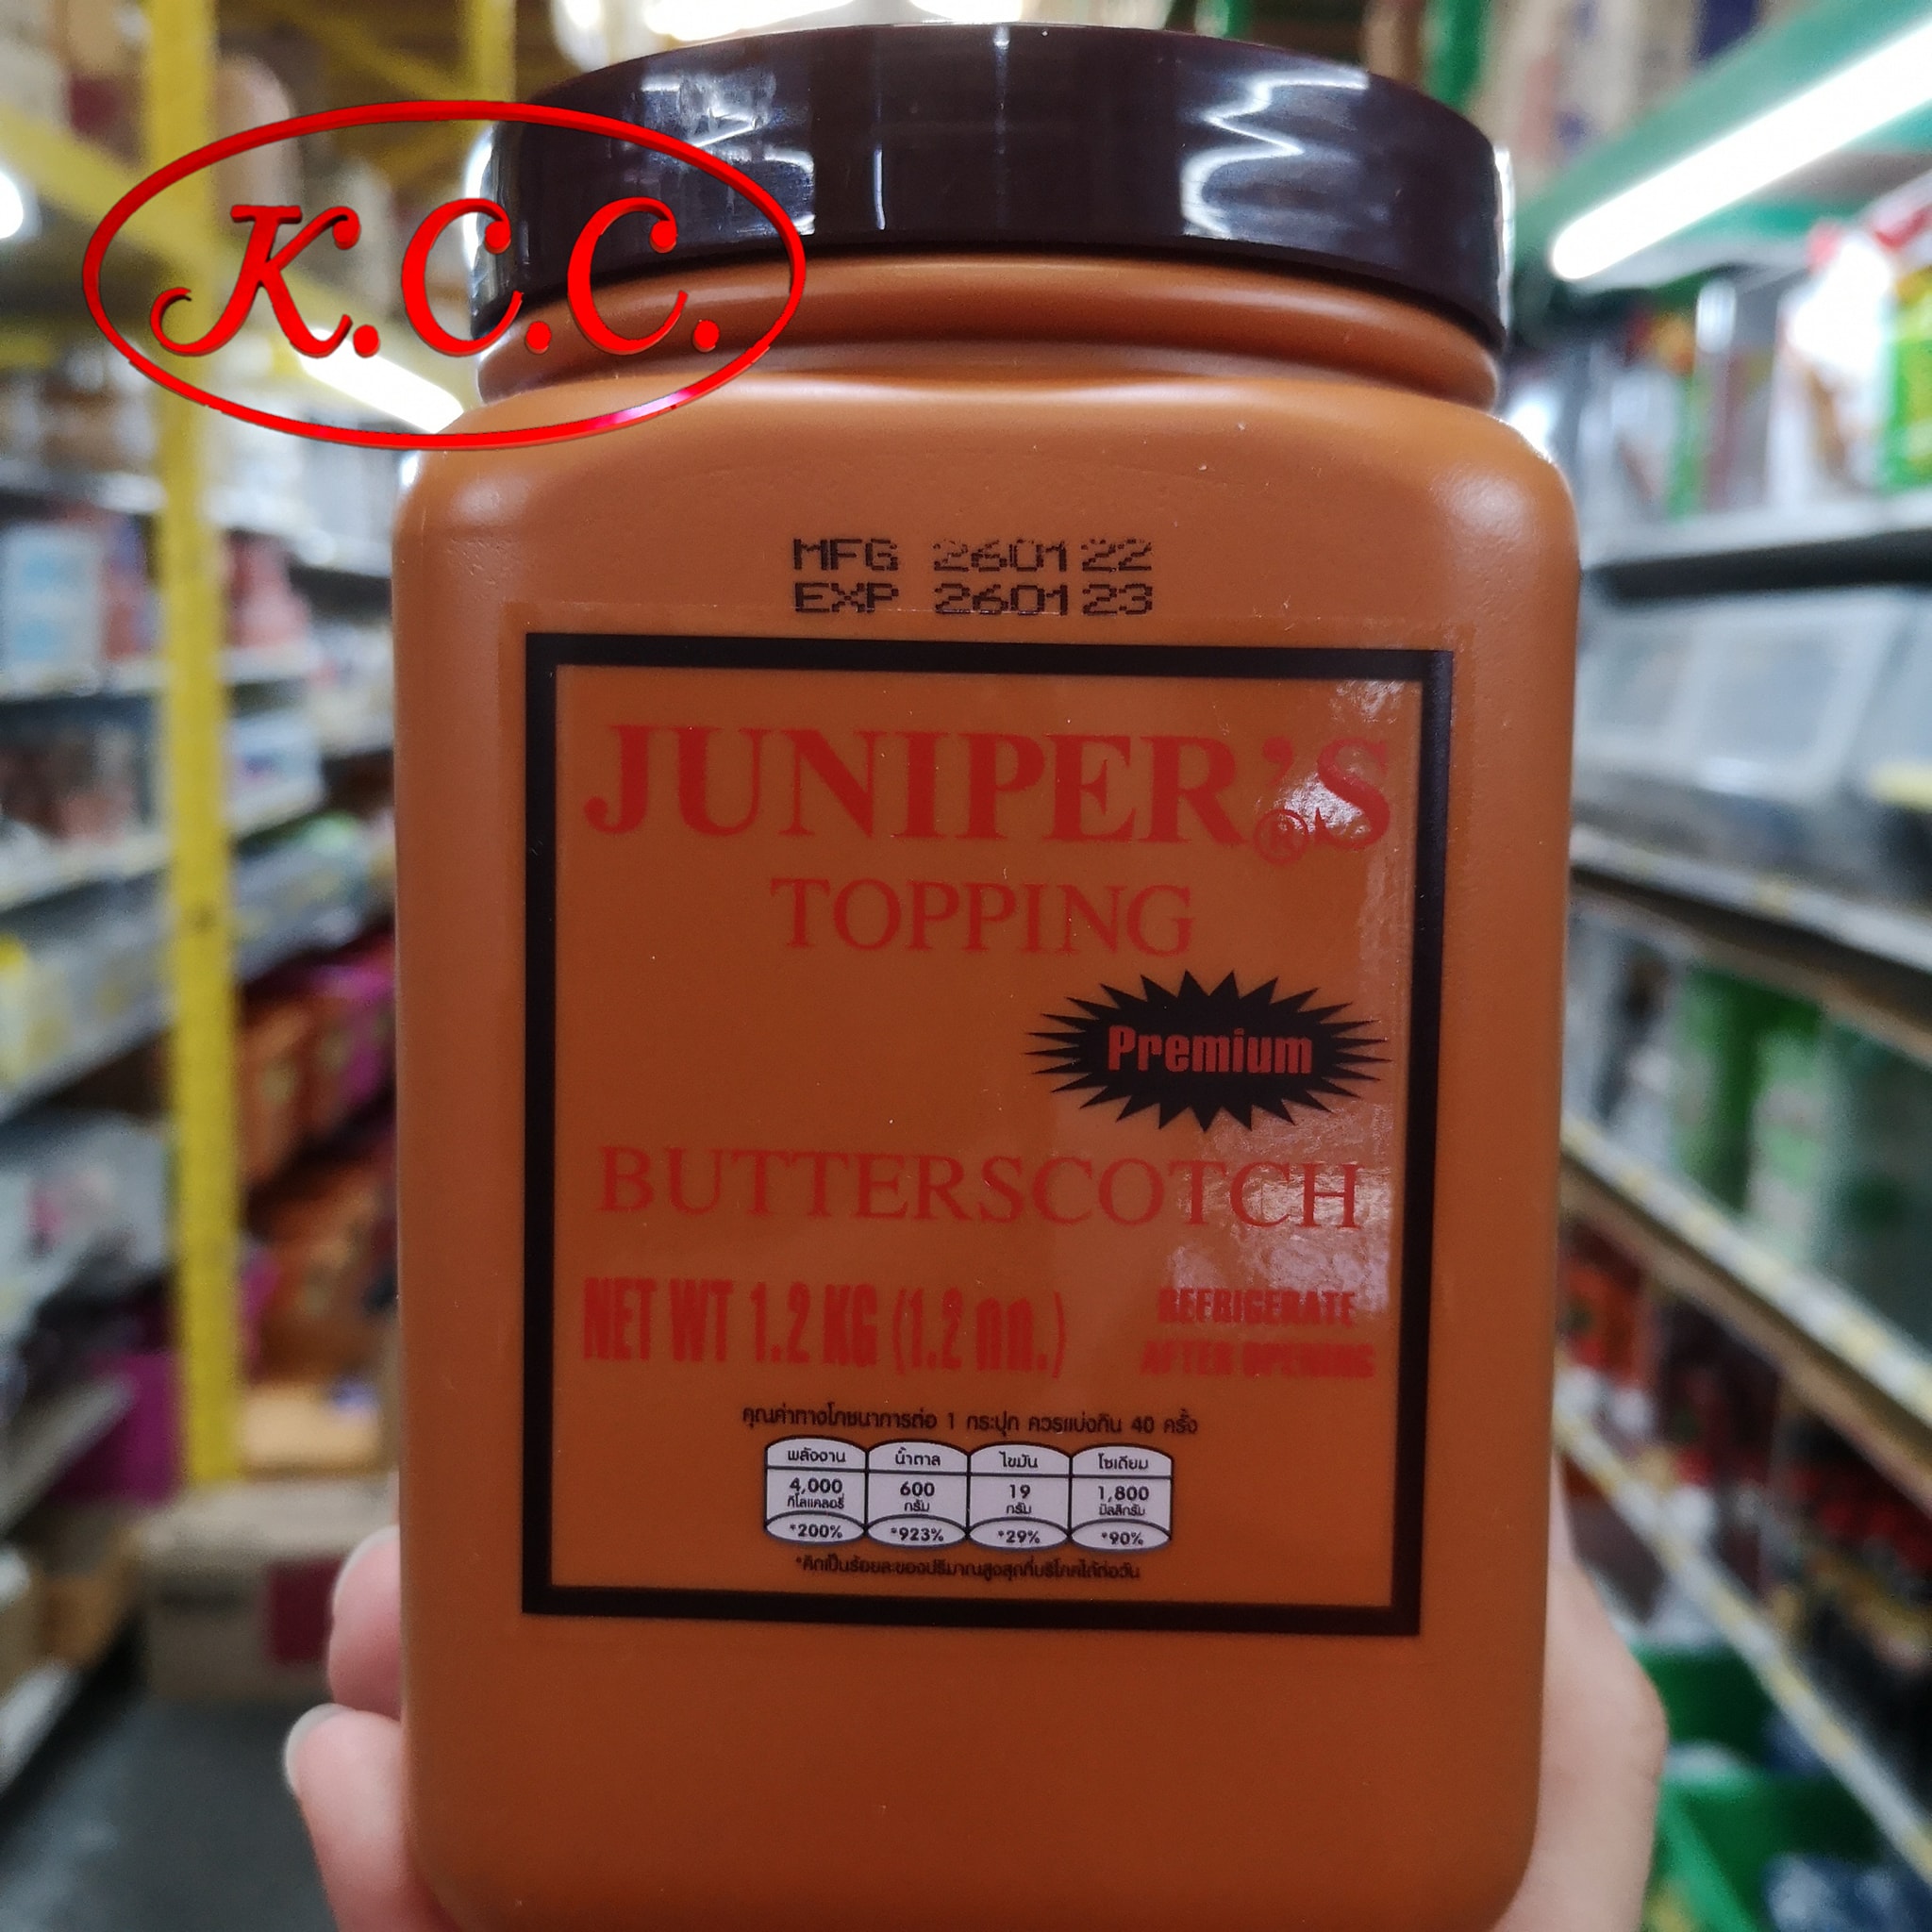 K.C.C.
MFG 260122
EXP 260123
JUNIPER'S®
TOPPING
Premium
BUTTERSCOTCH
NET WT 1.2 KG (1.2 กก.)
REFRIGERATE
AFTER OPENING
คุณค่าทางโภชนาการต่อ 1 กระปุก ควรแบ่งกิน 40 ครั้ง
พลังงาน น้ำตาล ไขมัน โซเดียม
4,000 600 19 1,800
กิโลแคลอรี่ กรัม กรัม มิลลิกรัม
*200% *923% *29% *90%
*คิดเป็นร้อยละของปริมาณสูงสุดที่บริโภคได้ต่อวัน